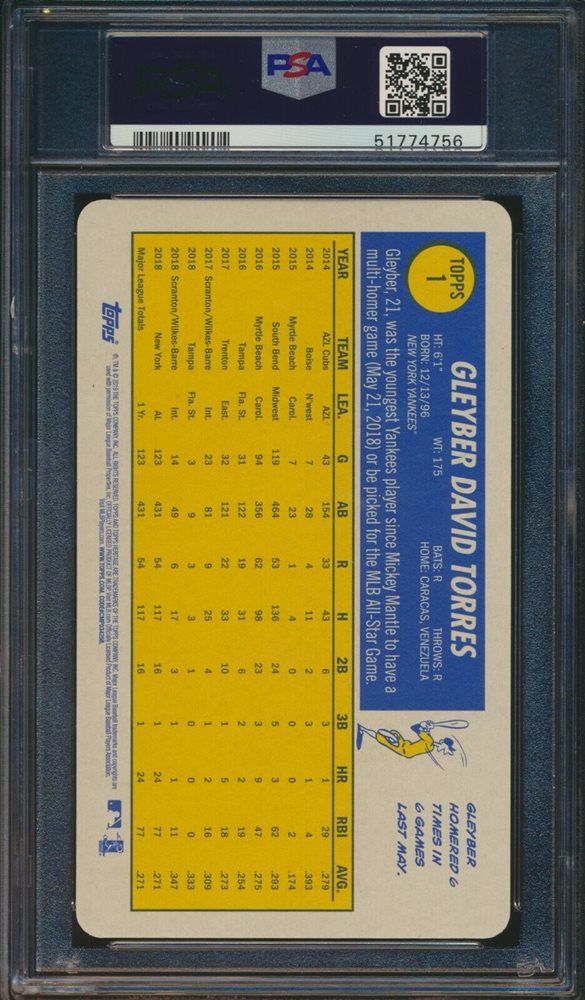 PSA
51774756
TOPPS
1
GLEYBER DAVID TORRES
HT: 6'1" WT: 175 BATS: R THROWS: R
BORN: 12/13/96 HOME: CARACAS, VENEZUELA
NEW YORK YANKEES®
Gleyber, 21, was the youngest Yankees player since Mickey Mantle to have a
multi-homer game (May 21, 2018) or be picked for the MLB All-Star Game.
GLEYBER
HOMERED 6
TIMES IN
6 GAMES
LAST MAY.
YEAR TEAM LEA. G AB R H 2B 3B HR RBI AVG.
2014 AZL Cubs AZL 43 154 33 43 6 3 1 29 .279
2014 Boise N'west 7 28 4 11 2 3 1 4 .393
2015 Myrtle Beach Carol. 7 23 1 4 0 0 0 2 .174
2015 South Bend Midwest 119 464 53 136 24 5 3 62 .293
2016 Myrtle Beach Carol. 94 356 62 98 23 3 9 47 .275
2016 Tampa Fla. St. 31 122 19 31 6 2 2 19 .254
2017 Trenton East. 32 121 22 33 10 1 5 18 .273
2017 Scranton/Wilkes-Barre Int. 23 81 9 25 4 1 2 16 .309
2018 Tampa Fla. St. 3 9 3 3 1 0 0 0 .333
2018 Scranton/Wilkes-Barre Int. 14 49 6 17 3 1 1 11 .347
2018 New York AL 123 431 54 117 16 1 24 77 .271
Major League Totals 1 Yr. 123 431 54 117 16 1 24 77 .271
topps